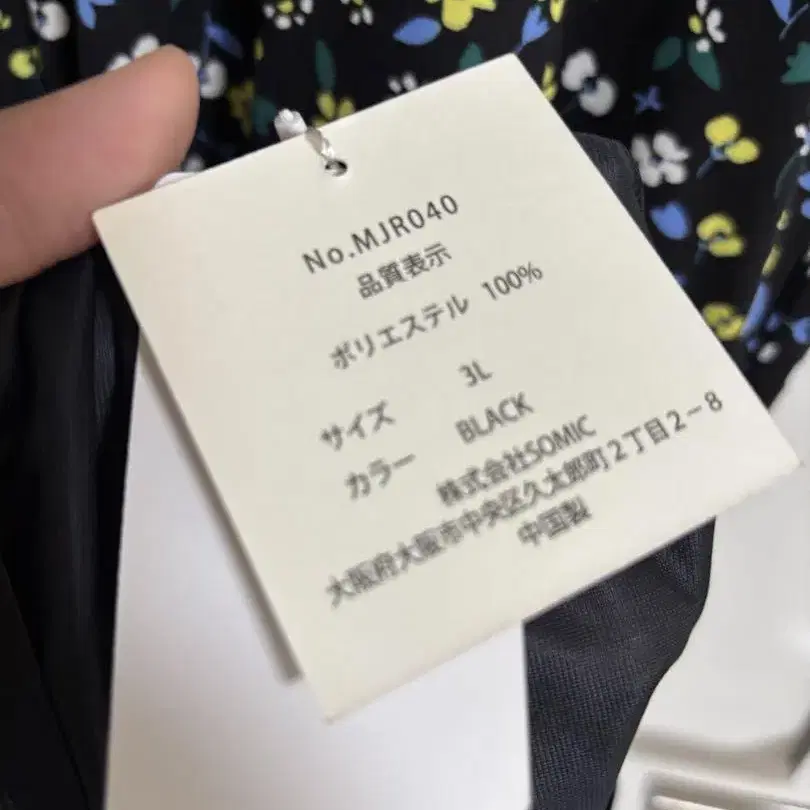 No.MJR040
品質表示
ポリエステル 100%
サイズ 3L
カラー BLACK
株式会社SOMIC
大阪府大阪市中央区久太郎町2丁目2-8
中国製